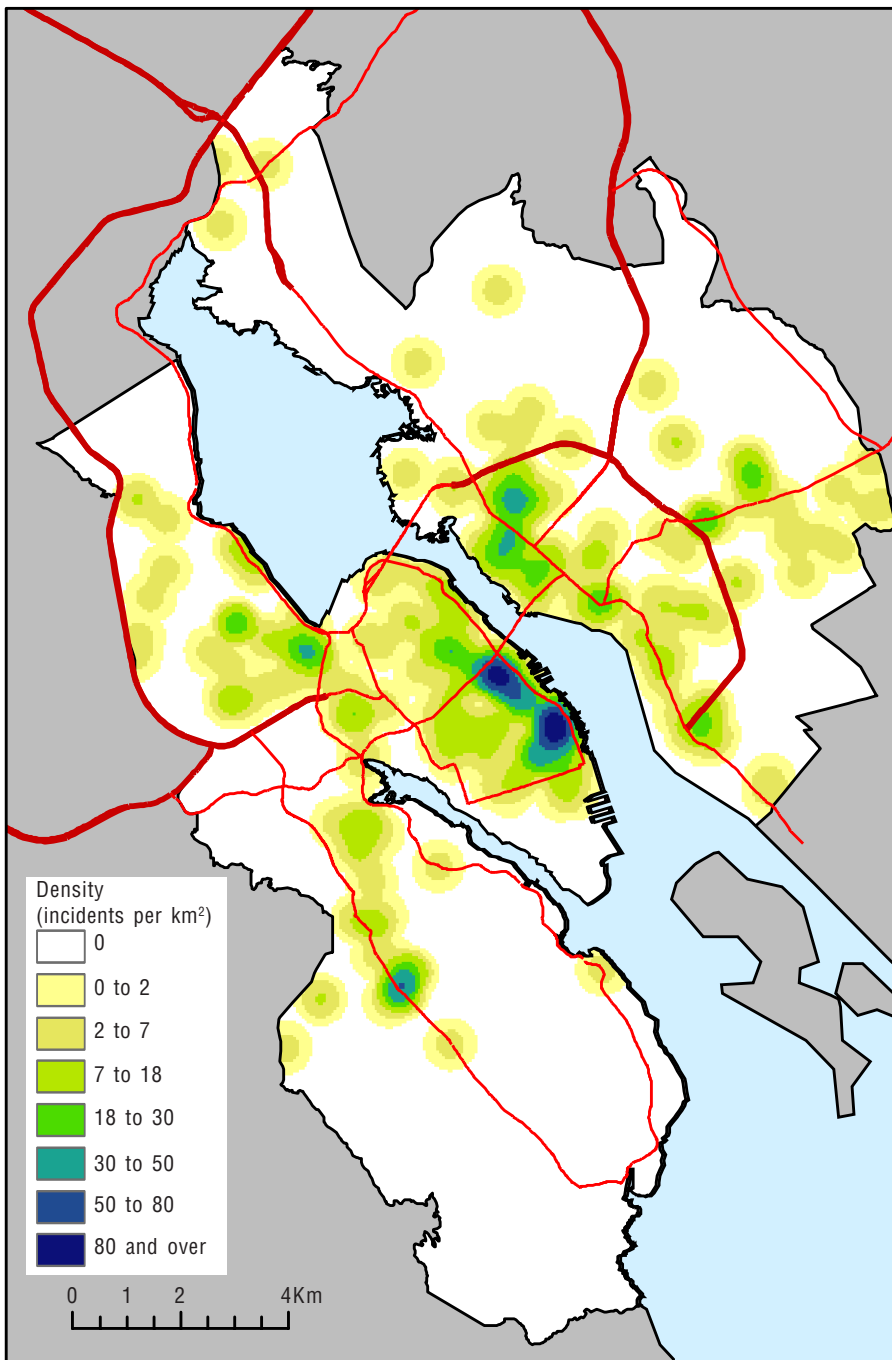 Density
(incidents per km²)
0
0 to 2
2 to 7
7 to 18
18 to 30
30 to 50
50 to 80
80 and over
0 1 2 4Km